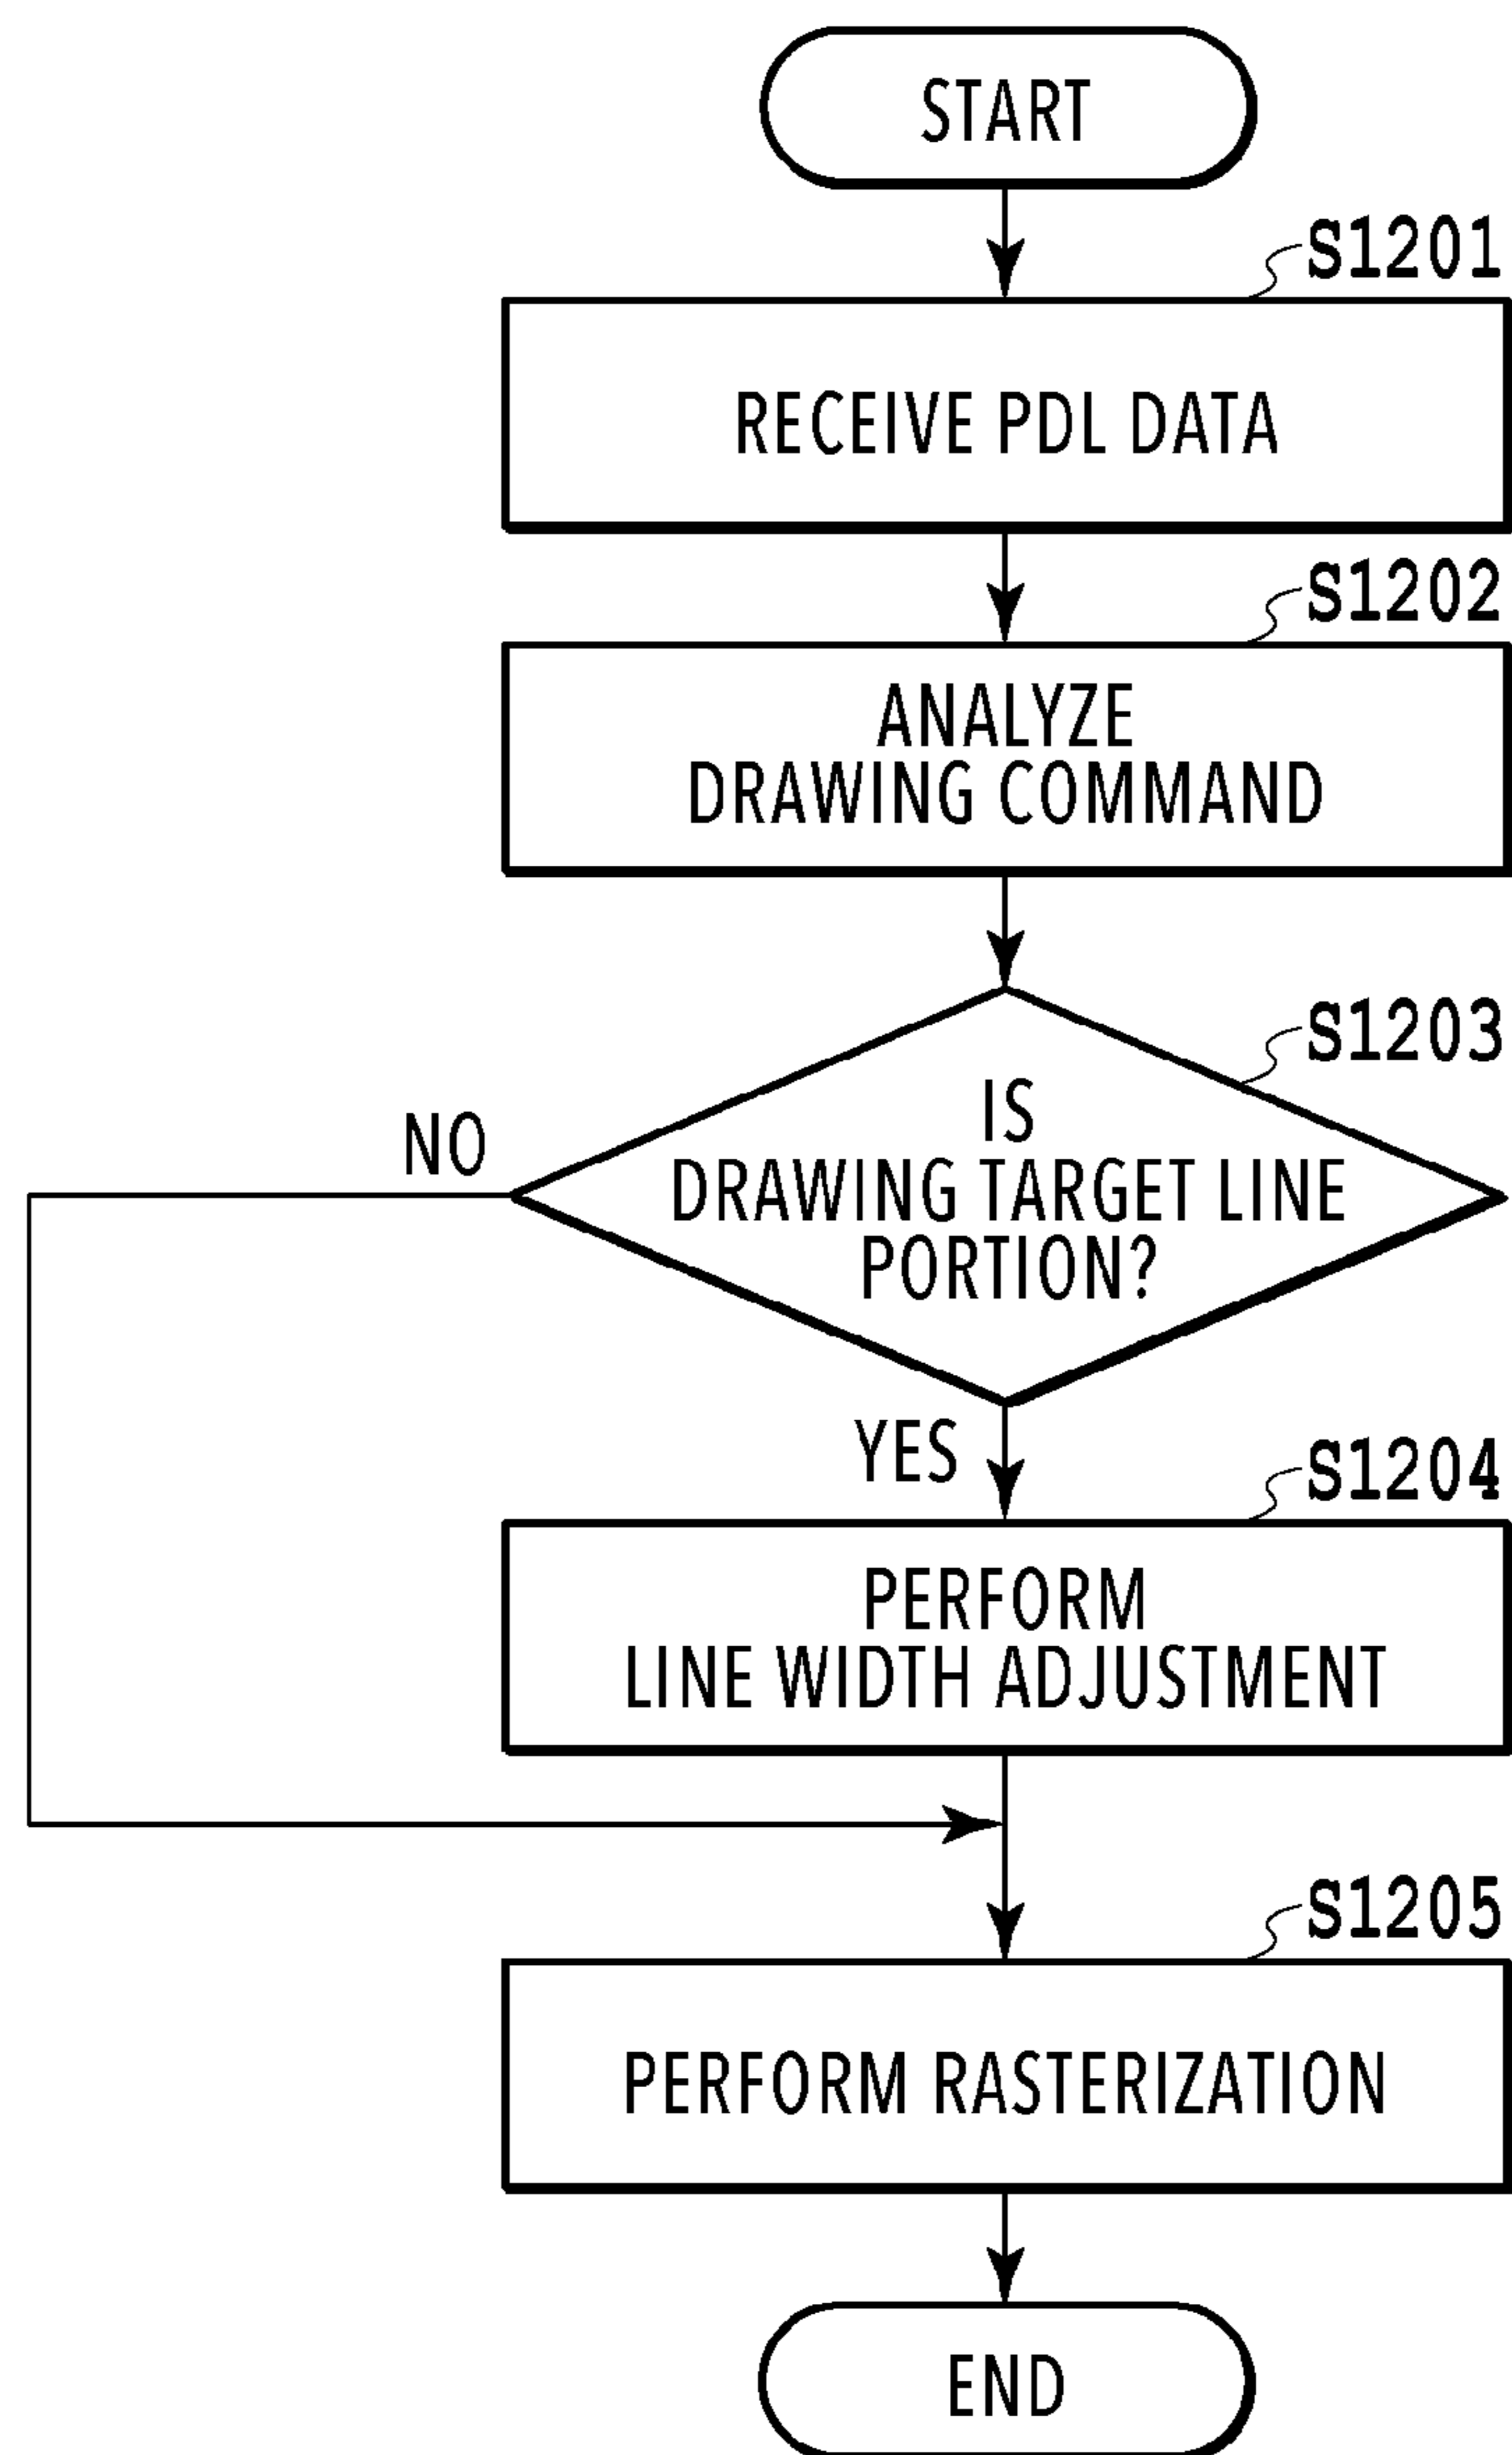 START
S1201
RECEIVE PDL DATA
S1202
ANALYZE
DRAWING COMMAND
S1203
IS
DRAWING TARGET LINE
PORTION?
NO
YES
S1204
PERFORM
LINE WIDTH ADJUSTMENT
S1205
PERFORM RASTERIZATION
END